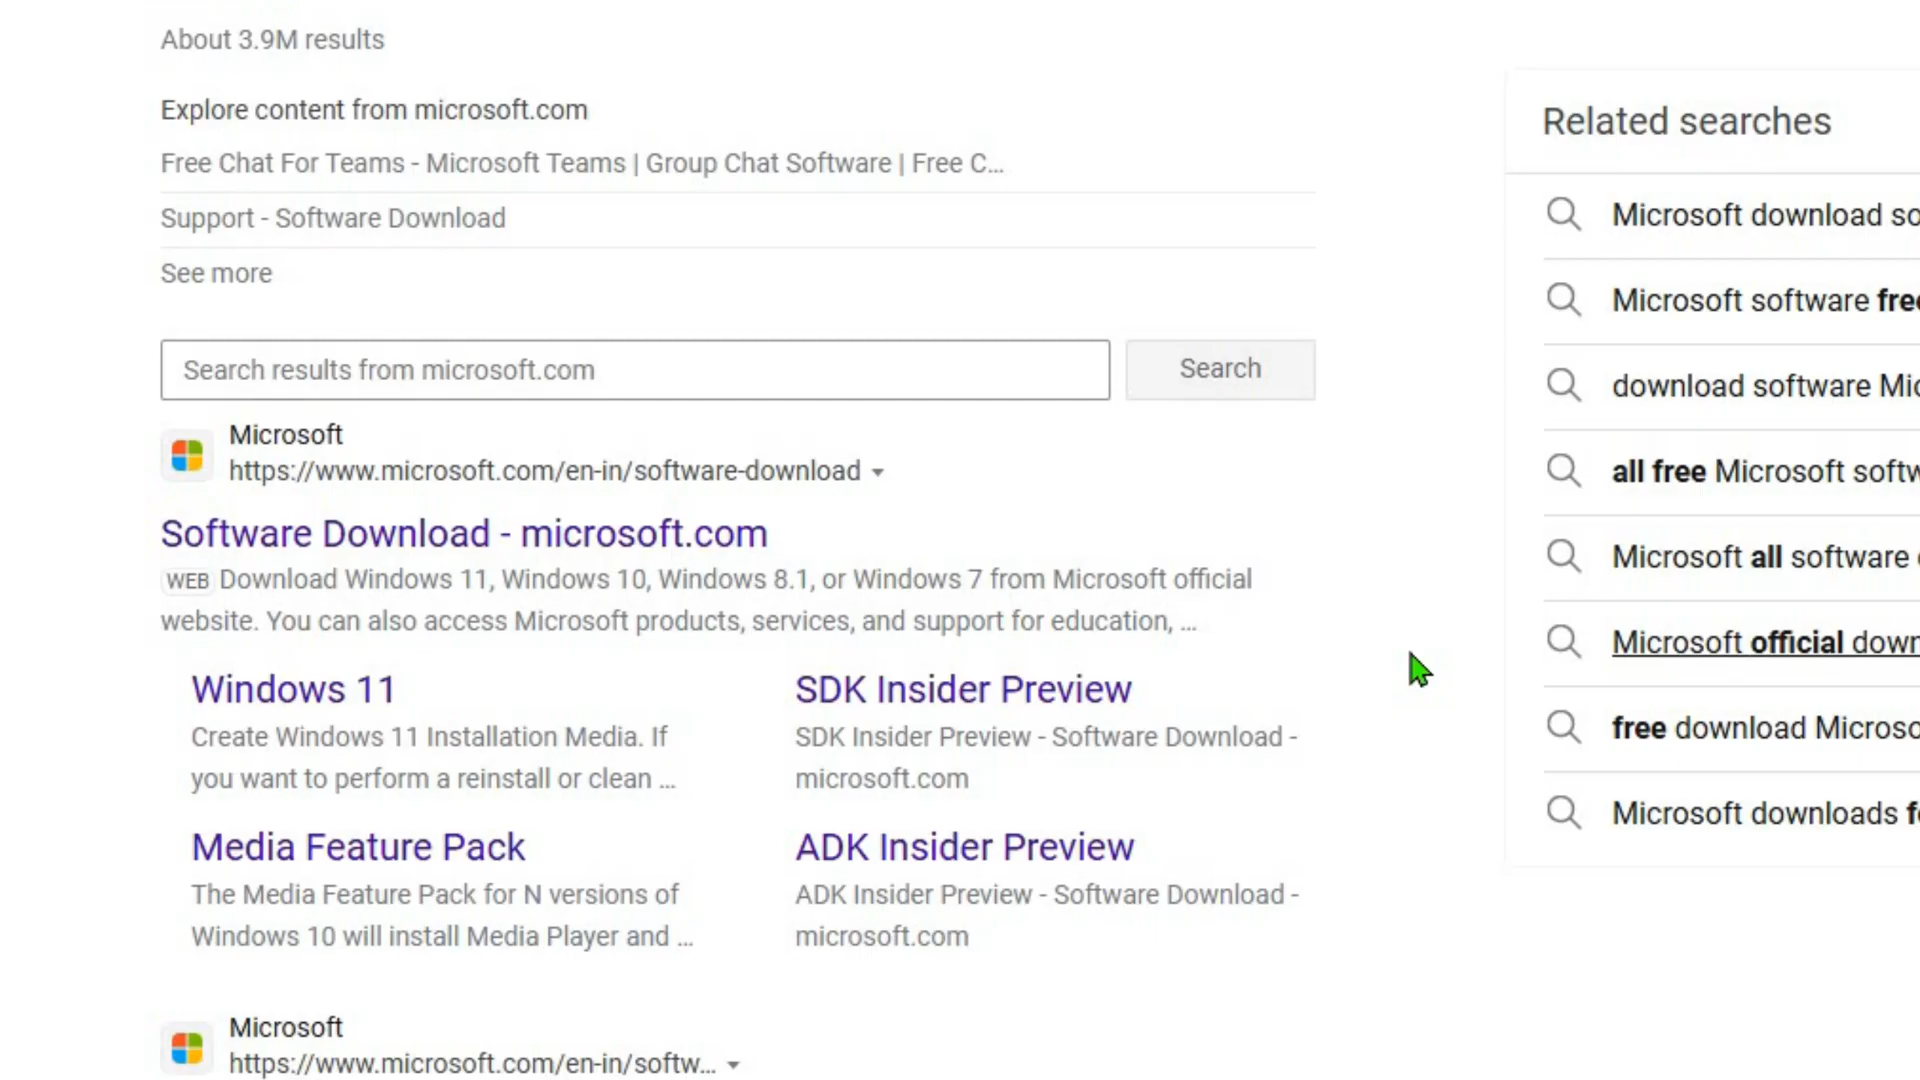 About 3.9M results
Explore content from microsoft.com
Free Chat For Teams - Microsoft Teams | Group Chat Software | Free C...
Support - Software Download
See more
Search results from microsoft.com
Search
Microsoft
https://www.microsoft.com/en-in/software-download
Software Download - microsoft.com
WEB Download Windows 11, Windows 10, Windows 8.1, or Windows 7 from Microsoft official
website. You can also access Microsoft products, services, and support for education, ...
Windows 11
Create Windows 11 Installation Media. If
you want to perform a reinstall or clean ...
SDK Insider Preview
SDK Insider Preview - Software Download -
microsoft.com
Media Feature Pack
The Media Feature Pack for N versions of
Windows 10 will install Media Player and ...
ADK Insider Preview
ADK Insider Preview - Software Download -
microsoft.com
Microsoft
https://www.microsoft.com/en-in/softw...
Related searches
Microsoft download
Microsoft software
download software
all free Microsoft
Microsoft all software
Microsoft official
free download
Microsoft downloads